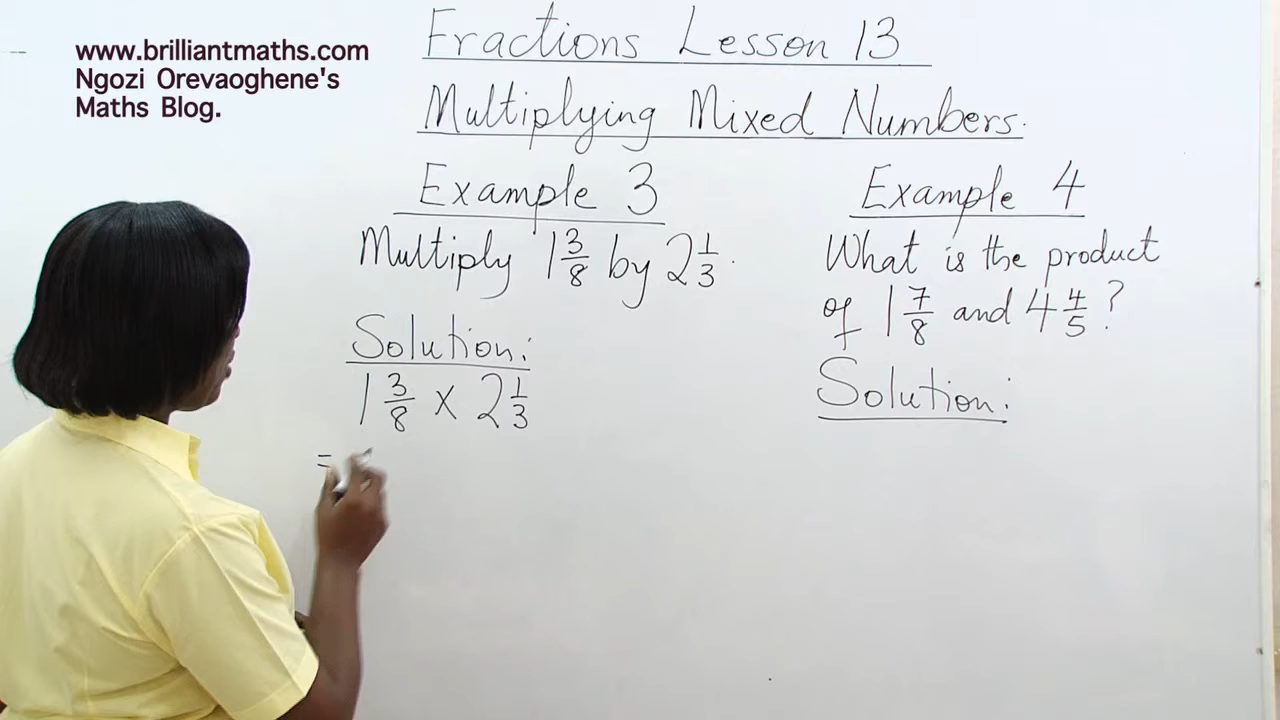 www.brilliantmaths.com
Ngozi Orevaoghene's
Maths Blog.
Fractions Lesson 13
Multiplying Mixed Numbers.
Example 3
Multiply 1 3/8 by 2 1/3.
Solution:
1 3/8 x 2 1/3
=
Example 4
What is the product
of 1 7/8 and 4 4/5?
Solution: